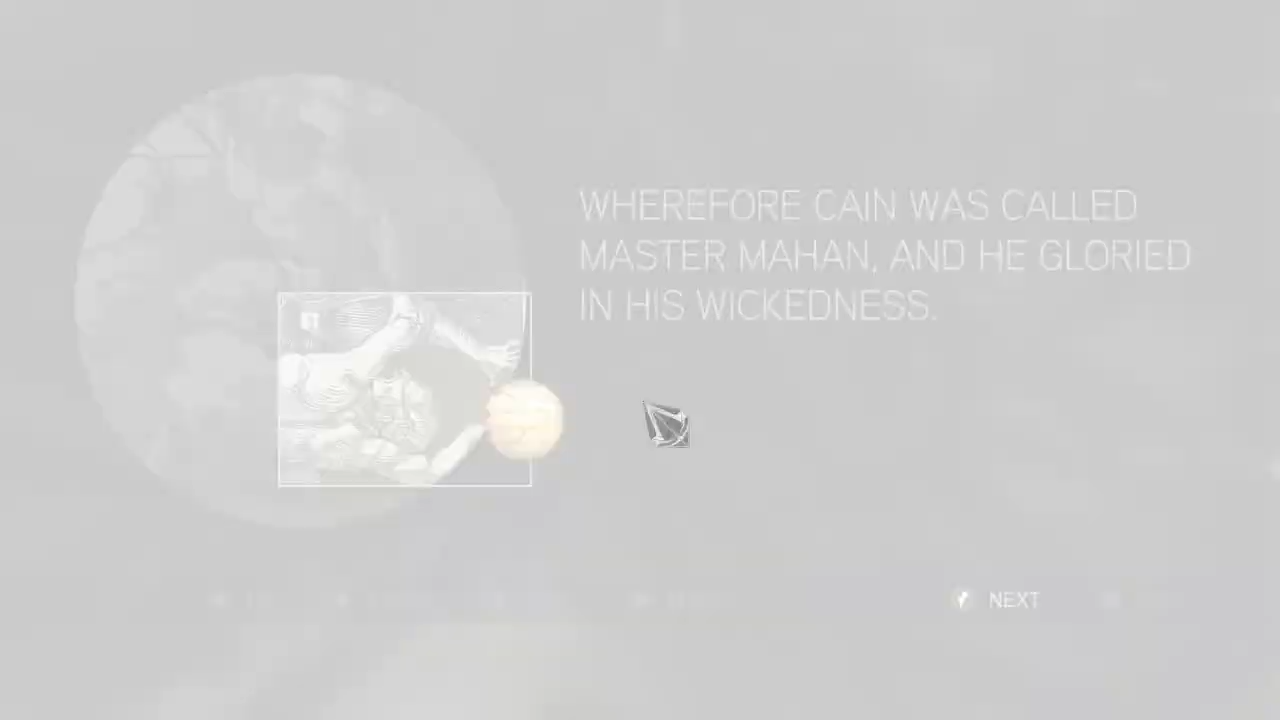 WHEREFORE CAIN WAS CALLED
MASTER MAHAN, AND HE GLORIED
IN HIS WICKEDNESS.
NEXT